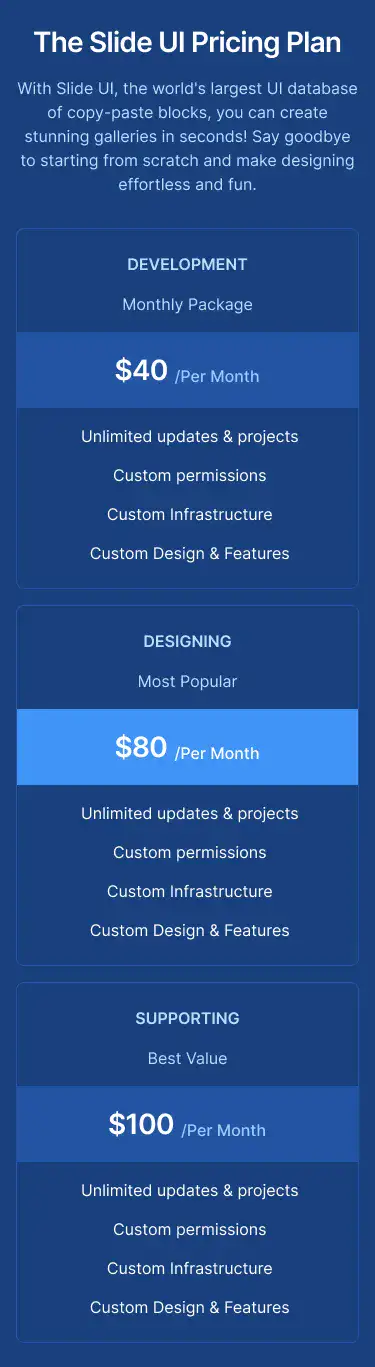 The Slide UI Pricing Plan
With Slide UI, the world's largest UI database
of copy-paste blocks, you can create
stunning galleries in seconds! Say goodbye
to starting from scratch and make designing
effortless and fun.
DEVELOPMENT
Monthly Package
$40 /Per Month
Unlimited updates & projects
Custom permissions
Custom Infrastructure
Custom Design & Features
DESIGNING
Most Popular
$80 /Per Month
Unlimited updates & projects
Custom permissions
Custom Infrastructure
Custom Design & Features
SUPPORTING
Best Value
$100 /Per Month
Unlimited updates & projects
Custom permissions
Custom Infrastructure
Custom Design & Features